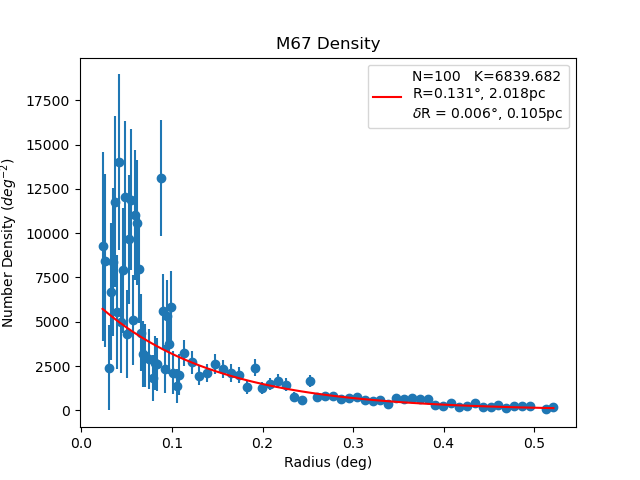 M67 Density
N=100 K=6839.682
R=0.131°, 2.018pc
δR = 0.006°, 0.105pc
Number Density (deg⁻²)
17500
15000
12500
10000
7500
5000
2500
0
0.0 0.1 0.2 0.3 0.4 0.5
Radius (deg)